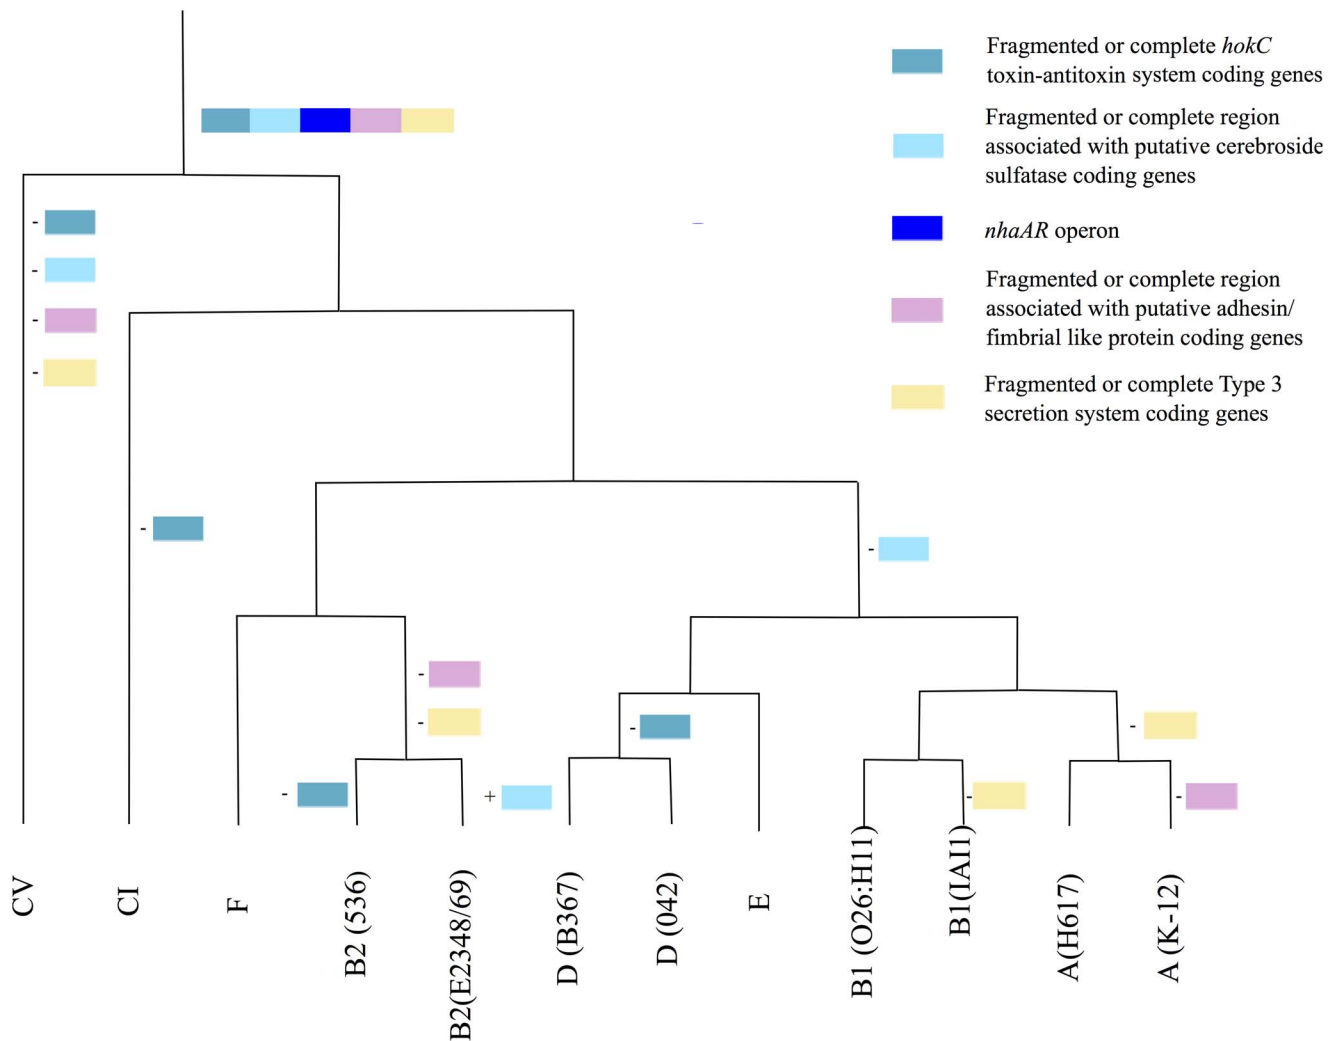 Fragmented or complete hokC
toxin-antitoxin system coding genes
Fragmented or complete region
associated with putative cerebroside
sulfatase coding genes
nhaAR operon
Fragmented or complete region
associated with putative adhesin/
fimbrial like protein coding genes
Fragmented or complete Type 3
secretion system coding genes
-
-
-
-
-
-
-
-
-
-
-
+
-
-
CV
CI
F
B2 (536)
B2(E2348/69)
D (B367)
D (042)
E
B1 (O26:H11)
B1(IAI1)
A(H617)
A (K-12)